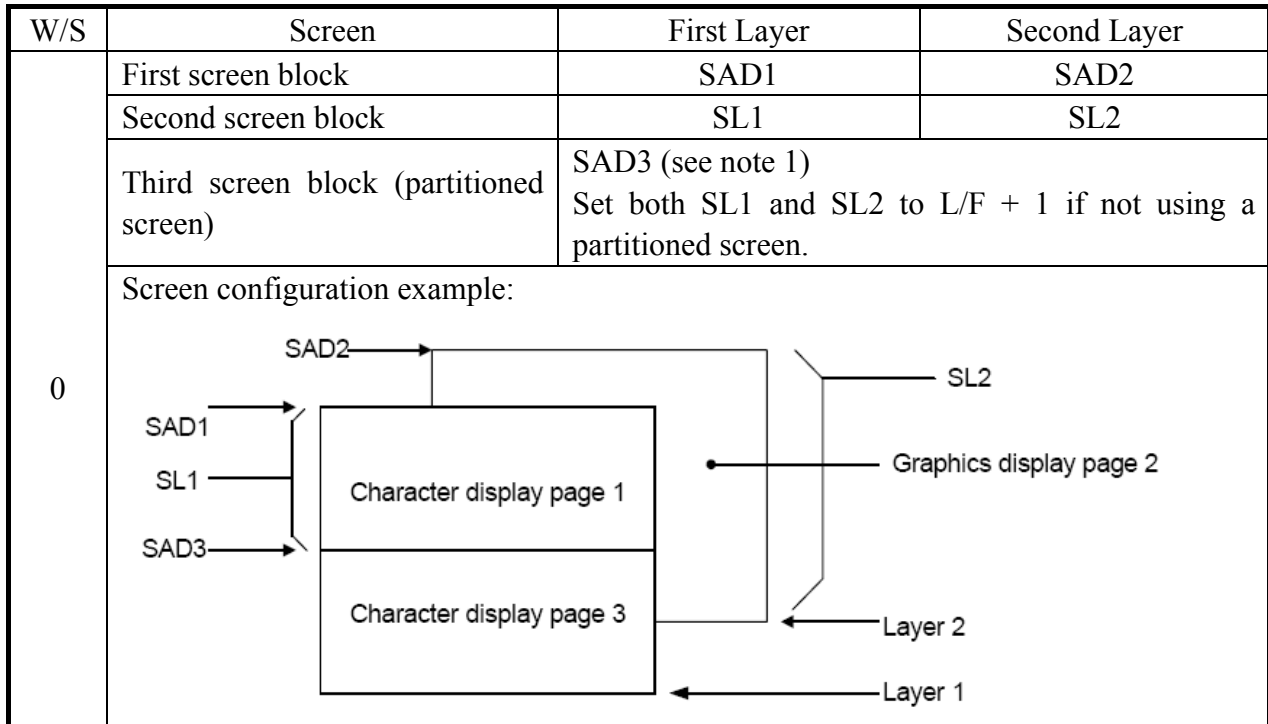 W/S Screen First Layer Second Layer
0
First screen block SAD1 SAD2
Second screen block SL1 SL2
Third screen block (partitioned
screen)
SAD3 (see note 1)
Set both SL1 and SL2 to L/F + 1 if not using a
partitioned screen.
Screen configuration example:
SAD2
SL2
SAD1
SL1
Graphics display page 2
Character display page 1
SAD3
Character display page 3
Layer 2
Layer 1